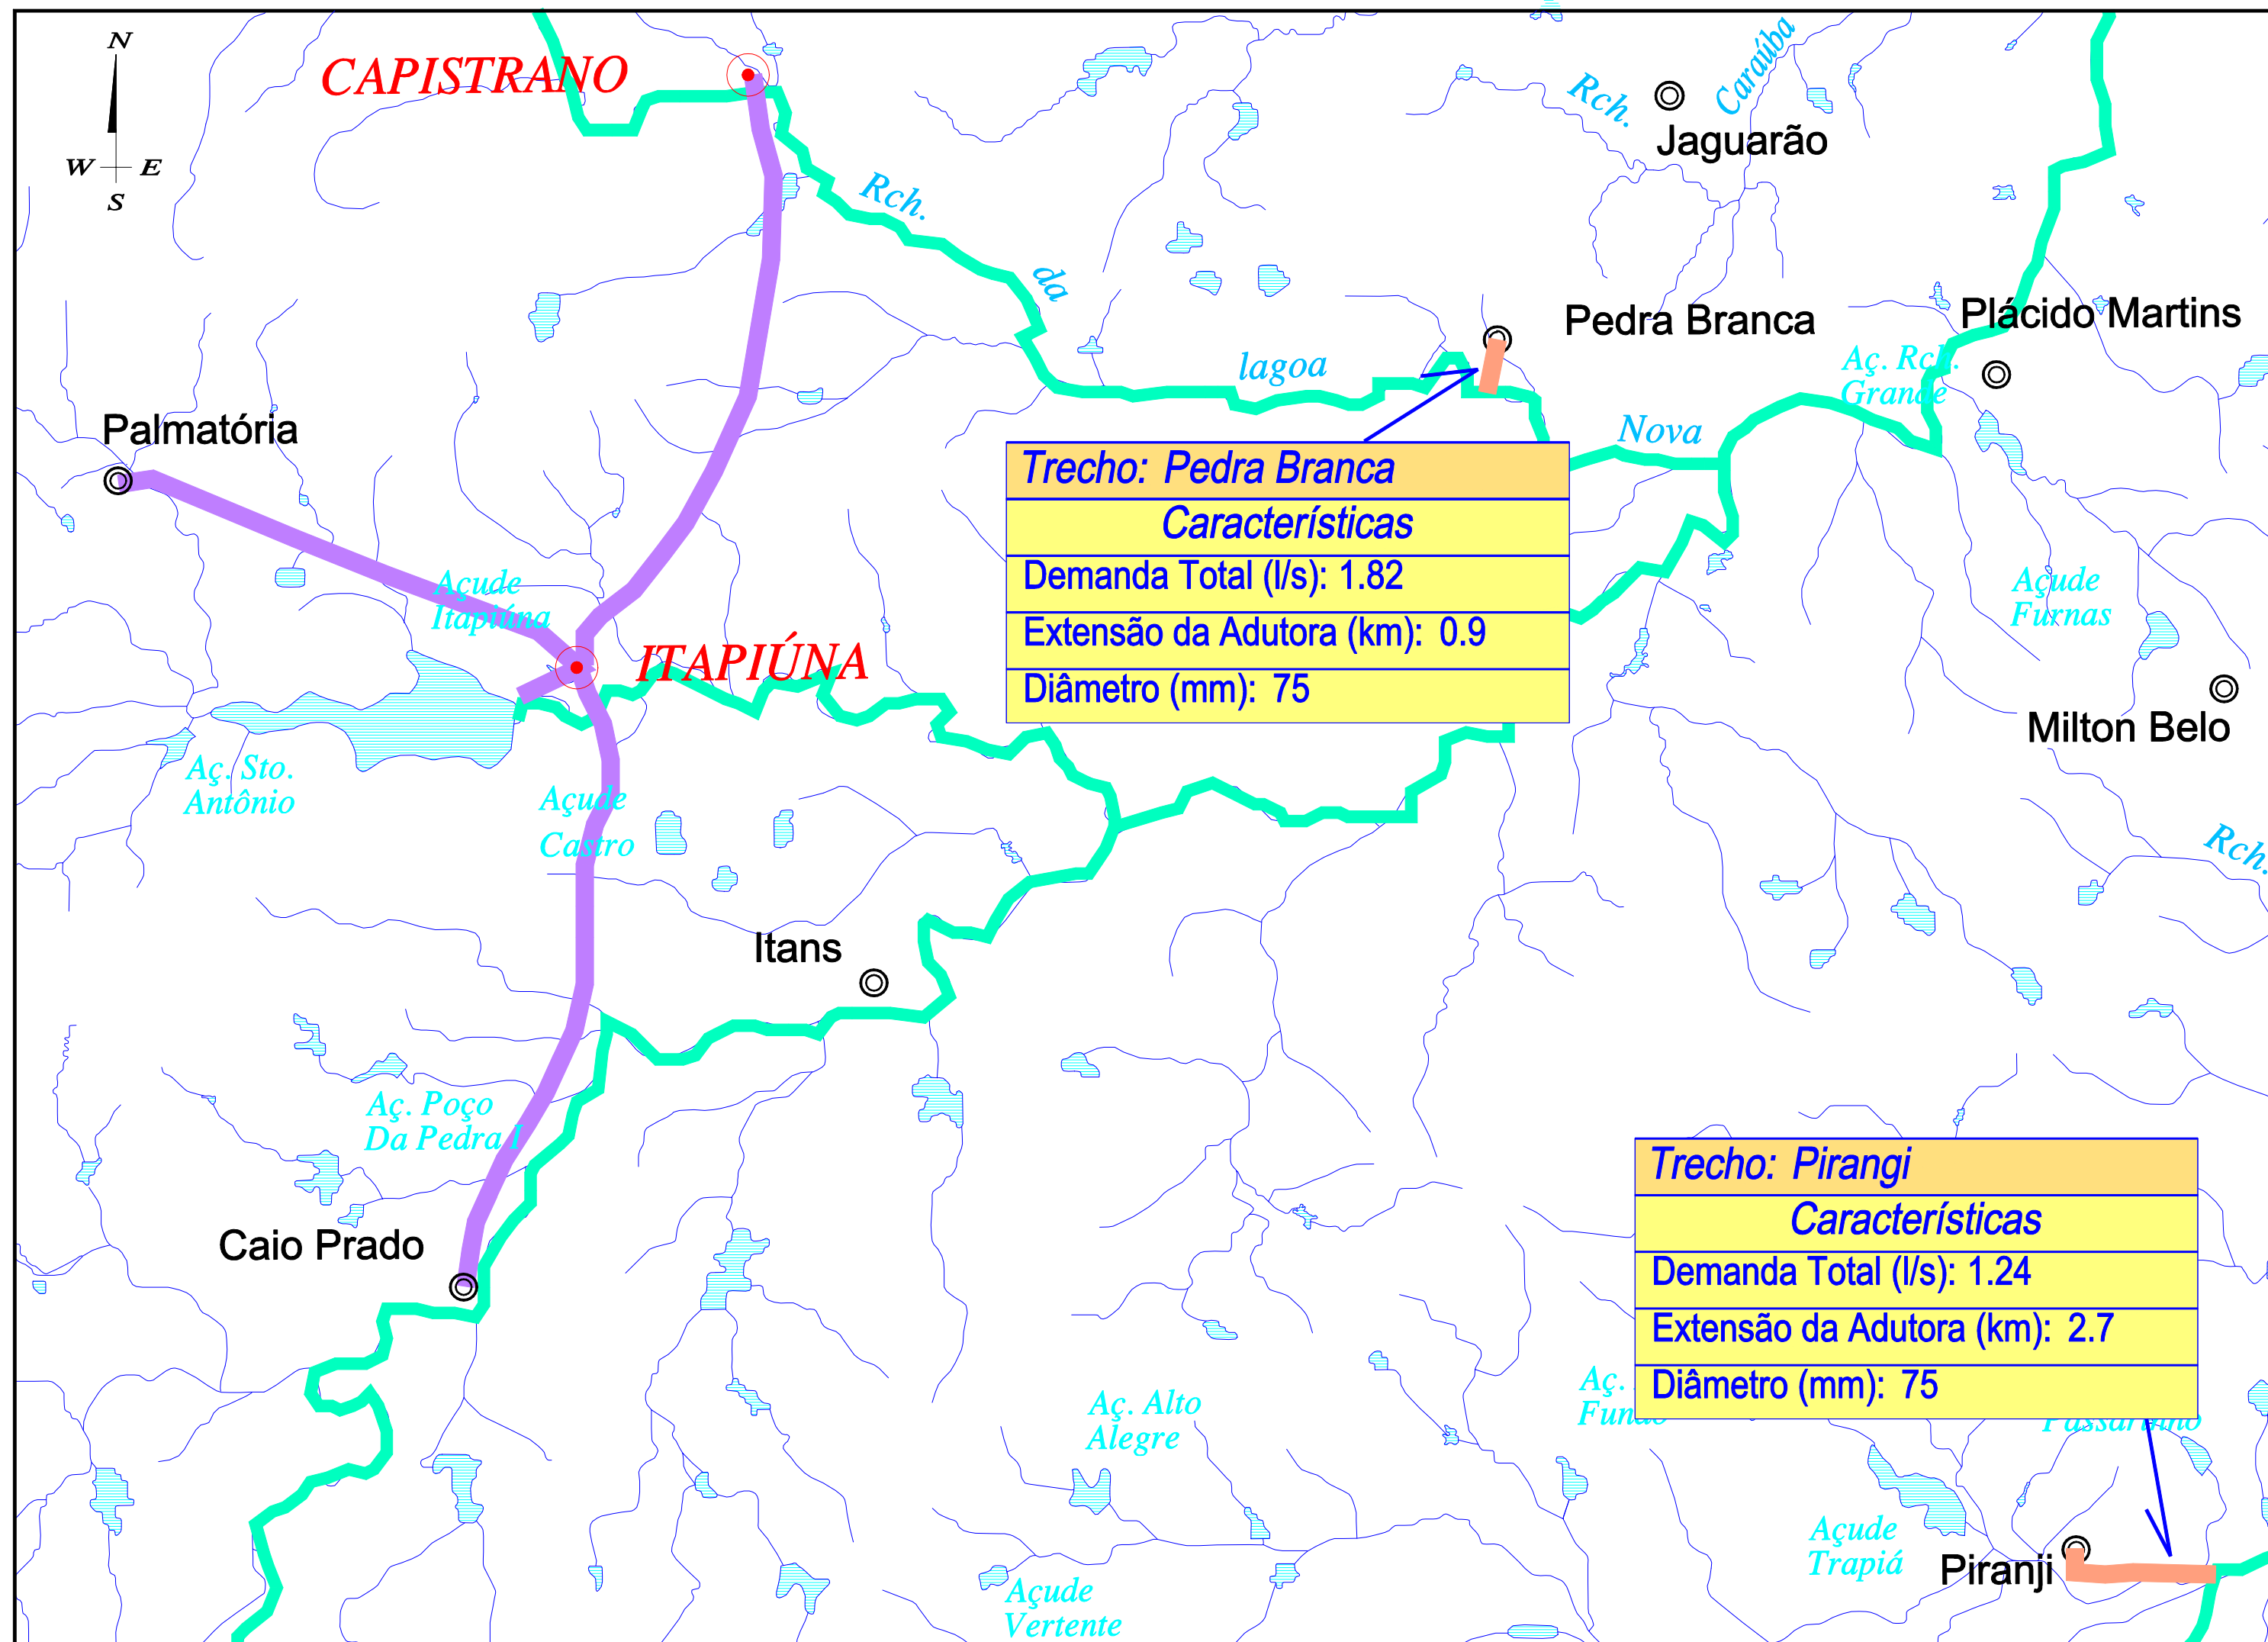 N
W E
S
CAPISTRANO
Rch.
Caraúba
Jaguarão
Rch.
da
lagoa
Nova
Pedra Branca
Plácido Martins
Aç. Rch.
Grande
Palmatória
Trecho: Pedra Branca
Características
Demanda Total (l/s): 1.82
Extensão da Adutora (km): 0.9
Diâmetro (mm): 75
Açude
Itapiúna
ITAPIÚNA
Açude
Furnas
Milton Belo
Aç. Sto.
Antônio
Açude
Castro
Rch.
Itans
Aç. Poço
Da Pedra I
Caio Prado
Trecho: Pirangi
Características
Demanda Total (l/s): 1.24
Extensão da Adutora (km): 2.7
Diâmetro (mm): 75
Aç.
Fundo
Passarinho
Aç. Alto
Alegre
Açude
Trapiá
Piranji
Açude
Vertente